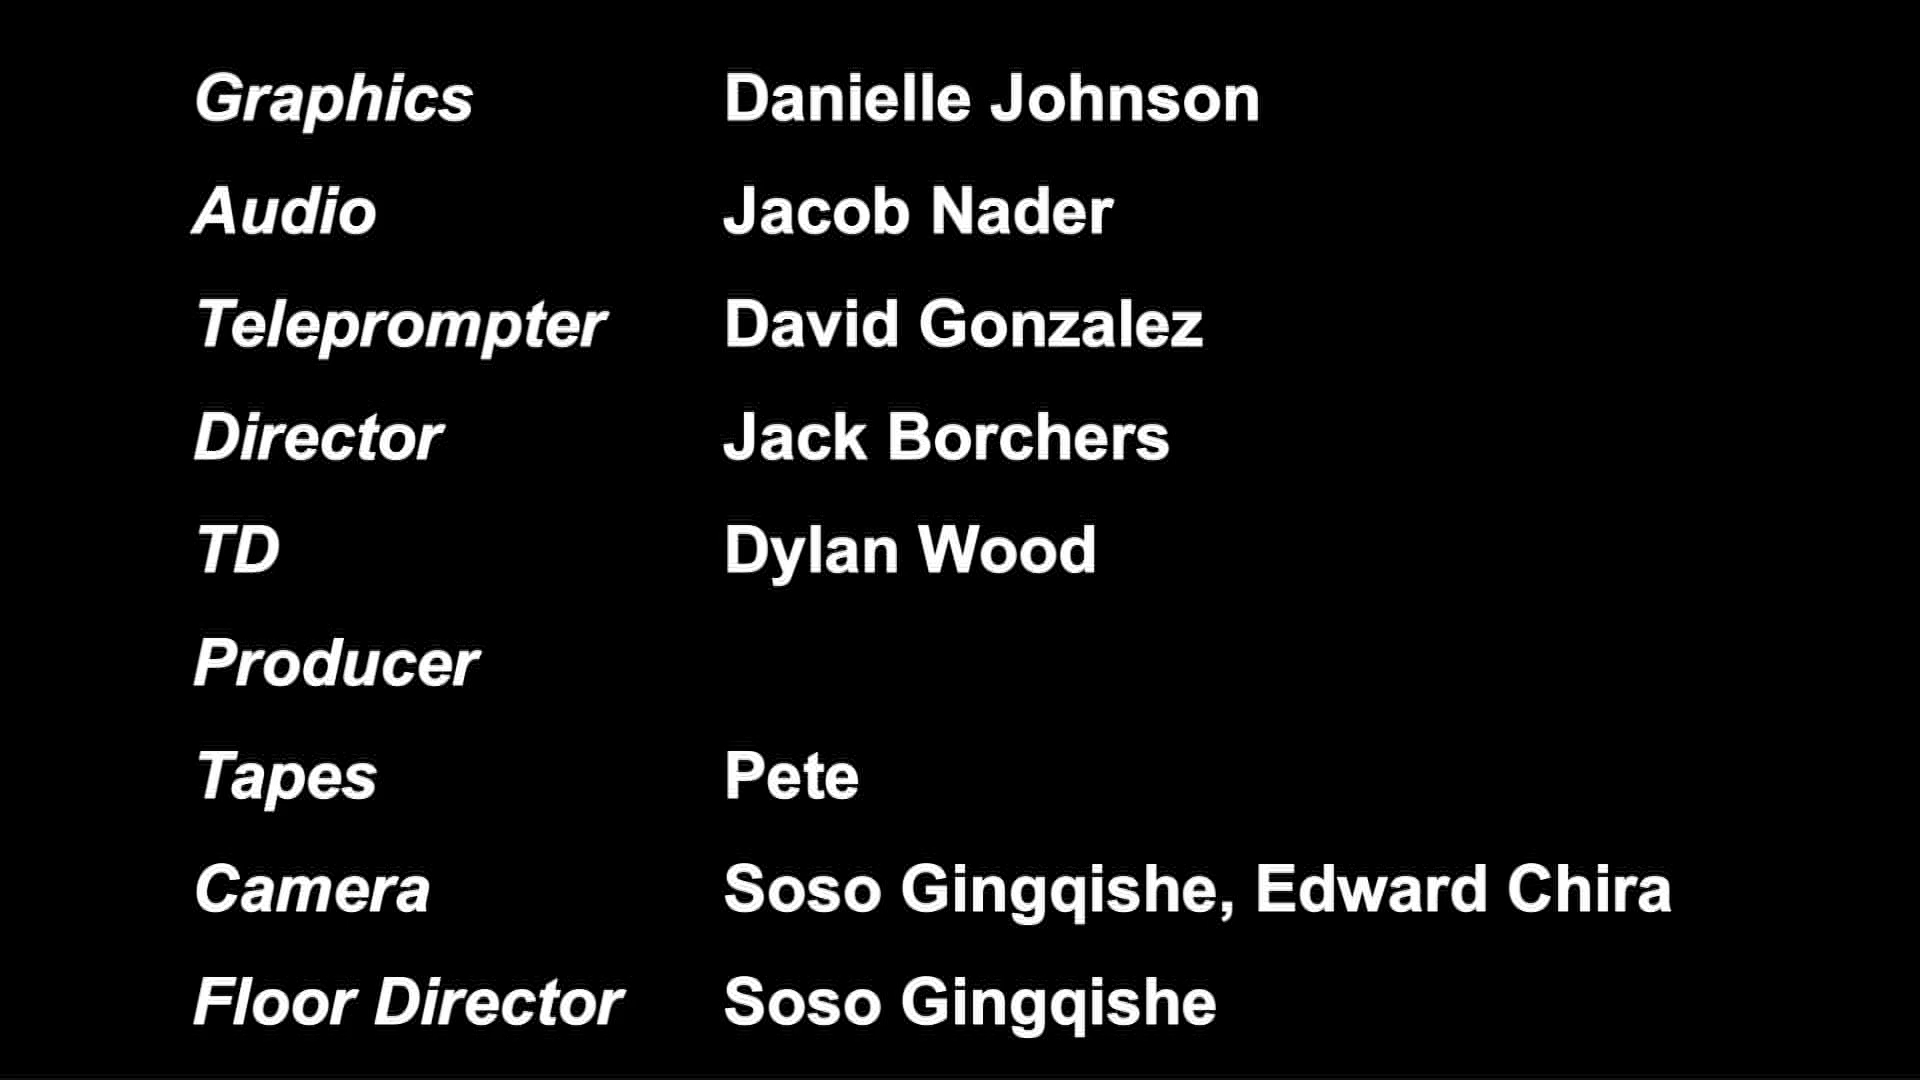 Graphics Danielle Johnson
Audio Jacob Nader
Teleprompter David Gonzalez
Director Jack Borchers
TD Dylan Wood
Producer
Tapes Pete
Camera Soso Gingqishe, Edward Chira
Floor Director Soso Gingqishe